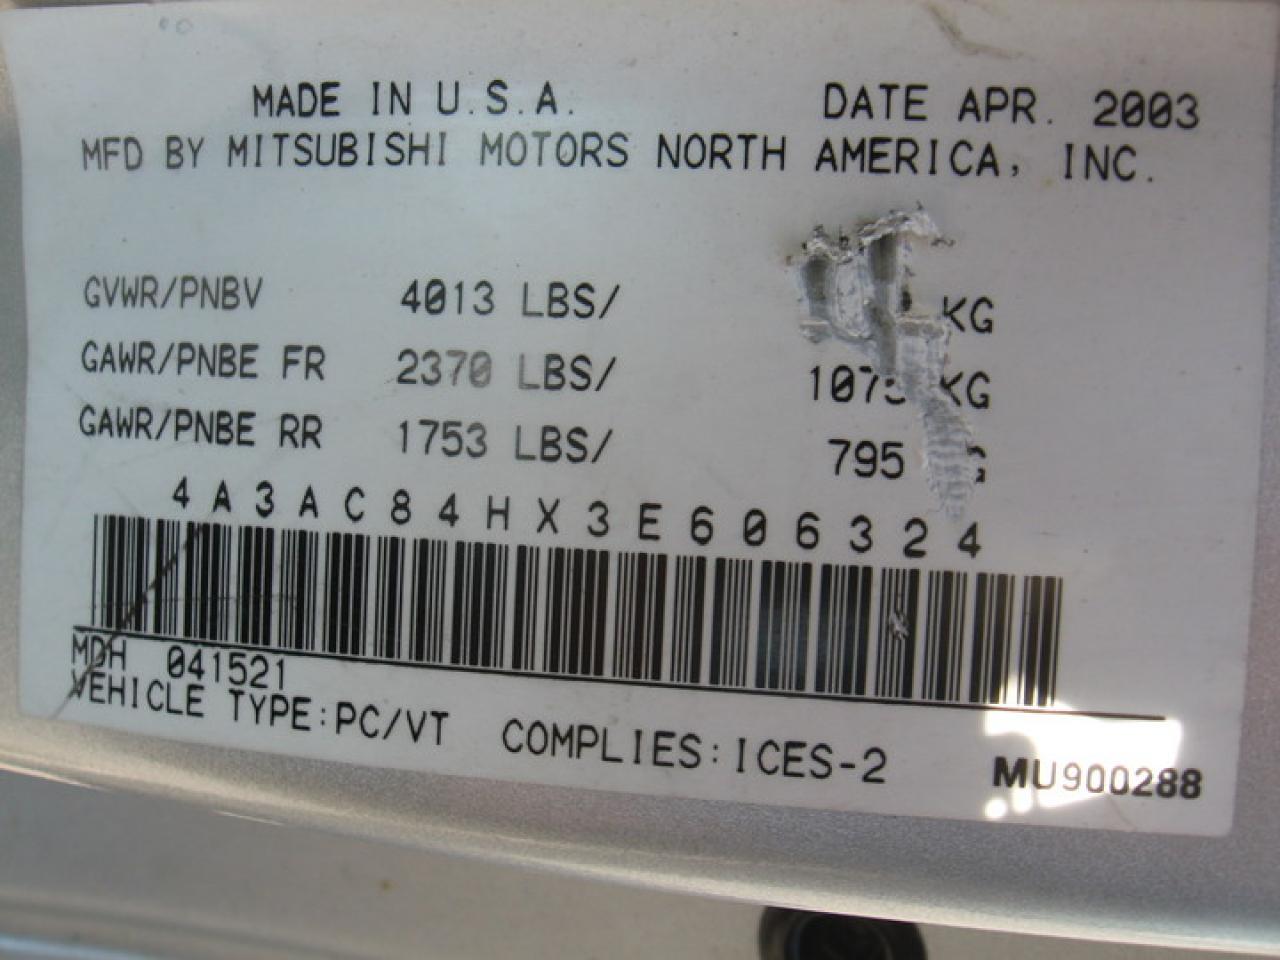 MADE IN U.S.A. DATE APR. 2003
MFD BY MITSUBISHI MOTORS NORTH AMERICA, INC.
GVWR/PNBV 4013 LBS/ KG
GAWR/PNBE FR 2370 LBS/ KG
GAWR/PNBE RR 1753 LBS/ 795
4A3AC84HX3E606324
MDH 041521
VEHICLE TYPE:PC/VT COMPLIES:ICES-2
MU900288